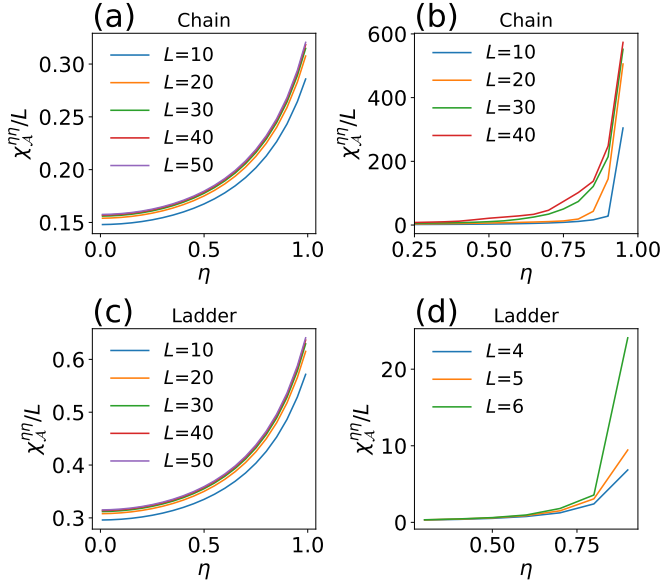 (a) Chain
χ_A^{ηη}/L
0.30
0.25
0.20
0.15
L=10
L=20
L=30
L=40
L=50
0.0 0.5 1.0
η
(b) Chain
χ_A^{ηη}/L
600
400
200
0
L=10
L=20
L=30
L=40
0.25 0.50 0.75 1.00
η
(c) Ladder
χ_A^{ηη}/L
0.6
0.5
0.4
0.3
L=10
L=20
L=30
L=40
L=50
0.0 0.5 1.0
η
(d) Ladder
χ_A^{ηη}/L
20
10
0
L=4
L=5
L=6
0.50 0.75
η